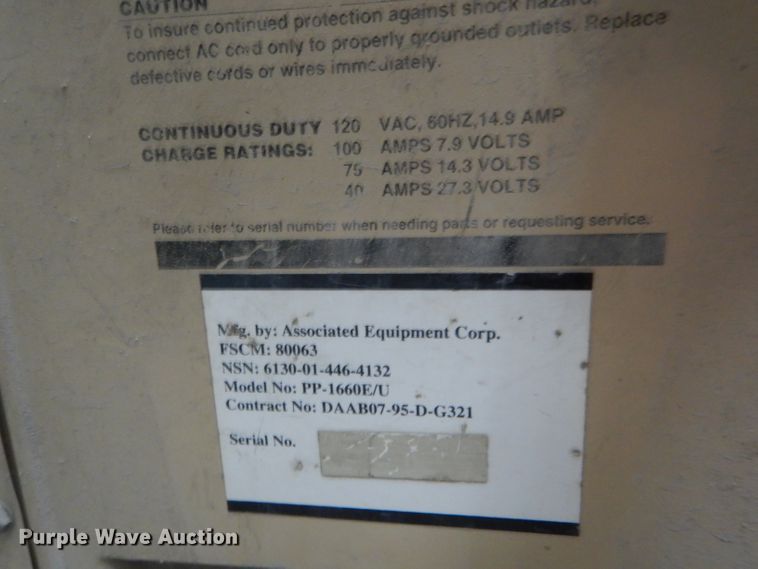 CAUTION
To insure continued protection against shock hazard,
connect AC cord only to properly grounded outlets. Replace
defective cords or wires immediately.
CONTINUOUS DUTY 120 VAC, 60HZ,14.9 AMP
CHARGE RATINGS: 100 AMPS 7.9 VOLTS
75 AMPS 14.3 VOLTS
40 AMPS 27.3 VOLTS
Please refer to serial number when needing parts or requesting service.
Mfg. by: Associated Equipment Corp.
FSCM: 80063
NSN: 6130-01-446-4132
Model No: PP-1660E/U
Contract No: DAAB07-95-D-G321
Serial No.
Purple Wave Auction